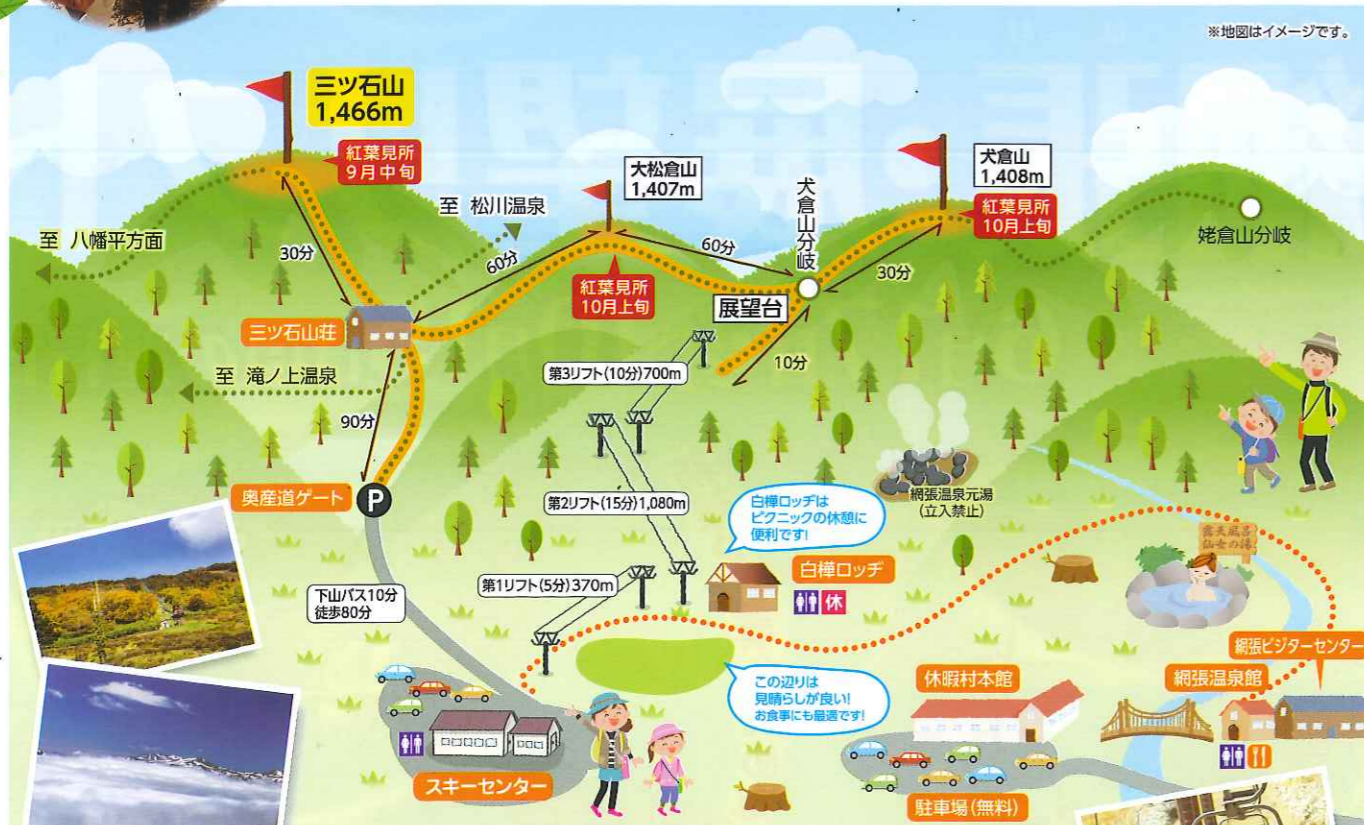 ※地図はイメージです。
三ツ石山
1,466m
紅葉見所
9月中旬
大松倉山
1,407m
犬倉山分岐
犬倉山
1,408m
紅葉見所
10月上旬
姥倉山分岐
至 松川温泉
至 八幡平方面
30分
60分
60分
30分
紅葉見所
10月上旬
展望台
三ツ石山荘
10分
至 滝ノ上温泉
第3リフト(10分)700m
90分
奥産道ゲート
P
第2リフト(15分)1,080m
白樺ロッヂは
ピクニックの休憩に
便利です!
網張温泉元湯
(立入禁止)
露天風呂
仙女の湯
白樺ロッヂ
休
第1リフト(5分)370m
下山バス10分
徒歩80分
網張ビジターセンター
この辺りは
見晴らしが良い!
お食事にも最適です!
休暇村本館
網張温泉館
スキーセンター
駐車場(無料)